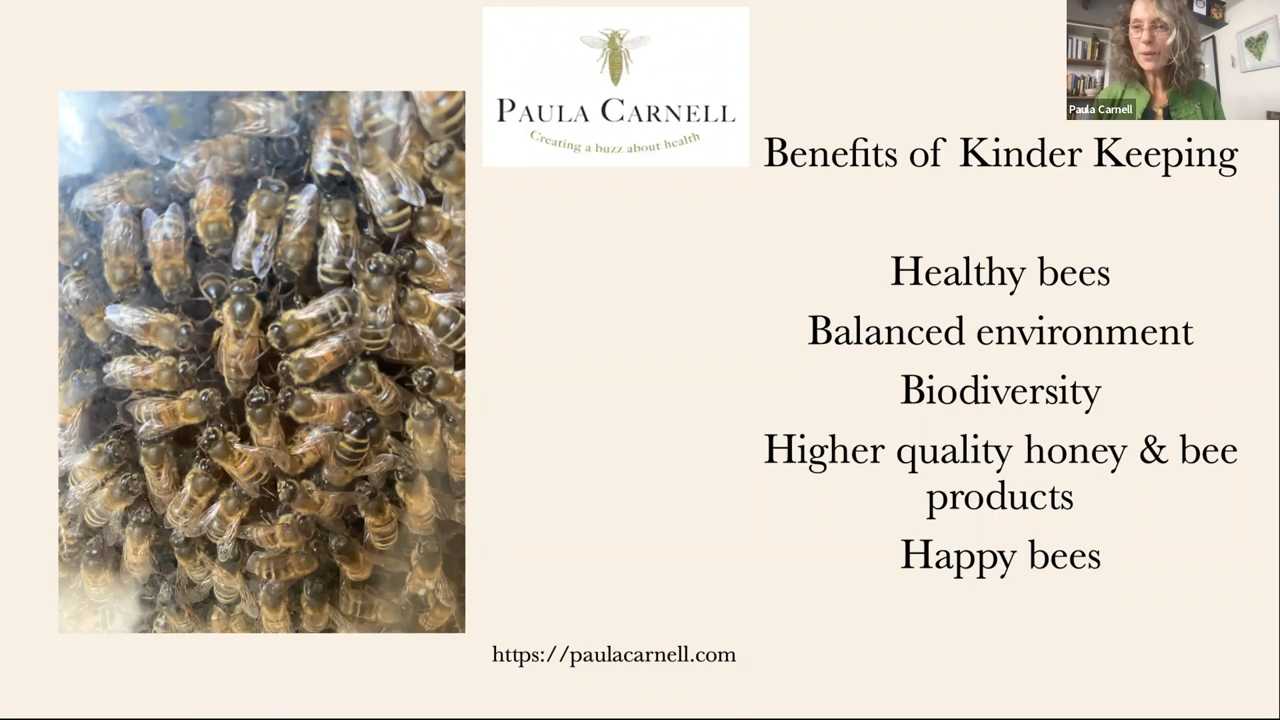 PAULA CARNELL
Creating a buzz about health
Paula Carnell
Benefits of Kinder Keeping
Healthy bees
Balanced environment
Biodiversity
Higher quality honey & bee
products
Happy bees
https://paulacarnell.com